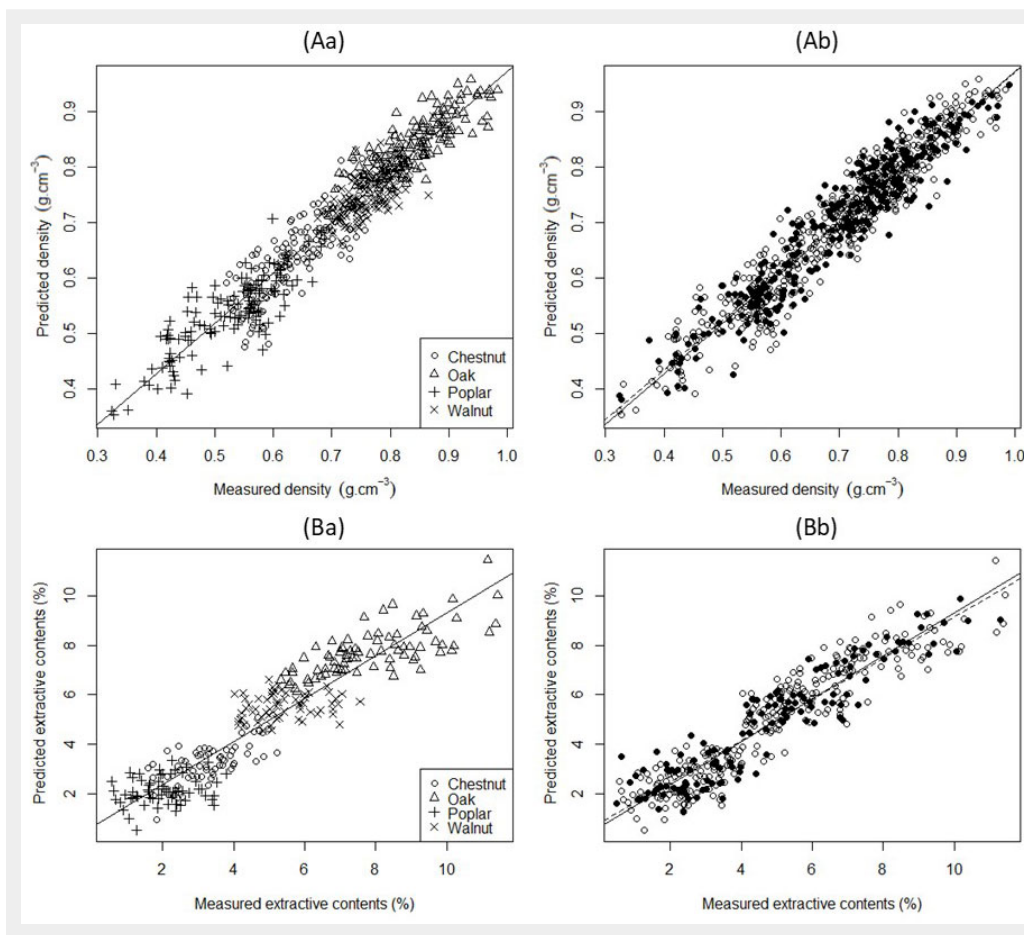 (Aa)
Predicted density (g.cm⁻³)
0.4 0.5 0.6 0.7 0.8 0.9
Chestnut
Oak
Poplar
Walnut
0.3 0.4 0.5 0.6 0.7 0.8 0.9 1.0
Measured density (g.cm⁻³)
(Ab)
Predicted density (g.cm⁻³)
0.4 0.5 0.6 0.7 0.8 0.9
0.3 0.4 0.5 0.6 0.7 0.8 0.9 1.0
Measured density (g.cm⁻³)
(Ba)
Predicted extractive contents (%)
2 4 6 8 10
Chestnut
Oak
Poplar
Walnut
2 4 6 8 10
Measured extractive contents (%)
(Bb)
Predicted extractive contents (%)
2 4 6 8 10
2 4 6 8 10
Measured extractive contents (%)